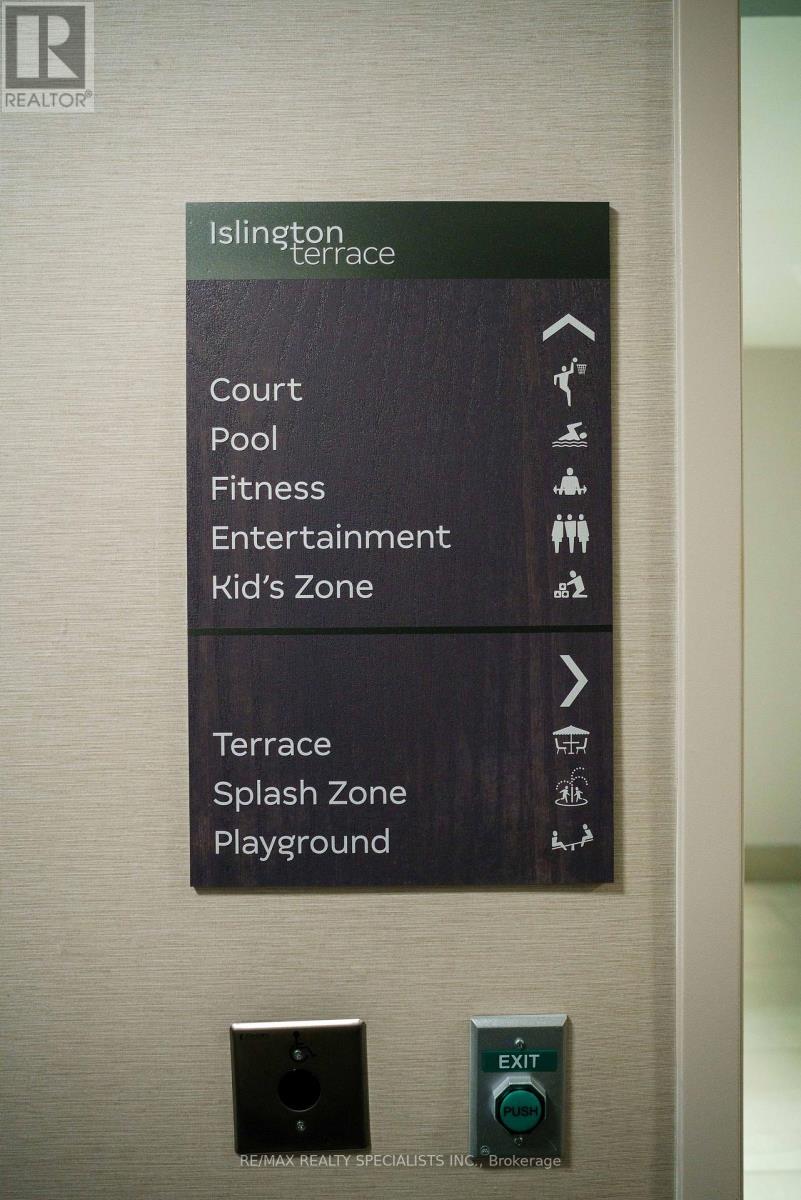 REALTOR®
Islington
terrace
Court
Pool
Fitness
Entertainment
Kid's Zone
Terrace
Splash Zone
Playground
EXIT
PUSH
RE/MAX REALTY SPECIALISTS INC., Brokerage